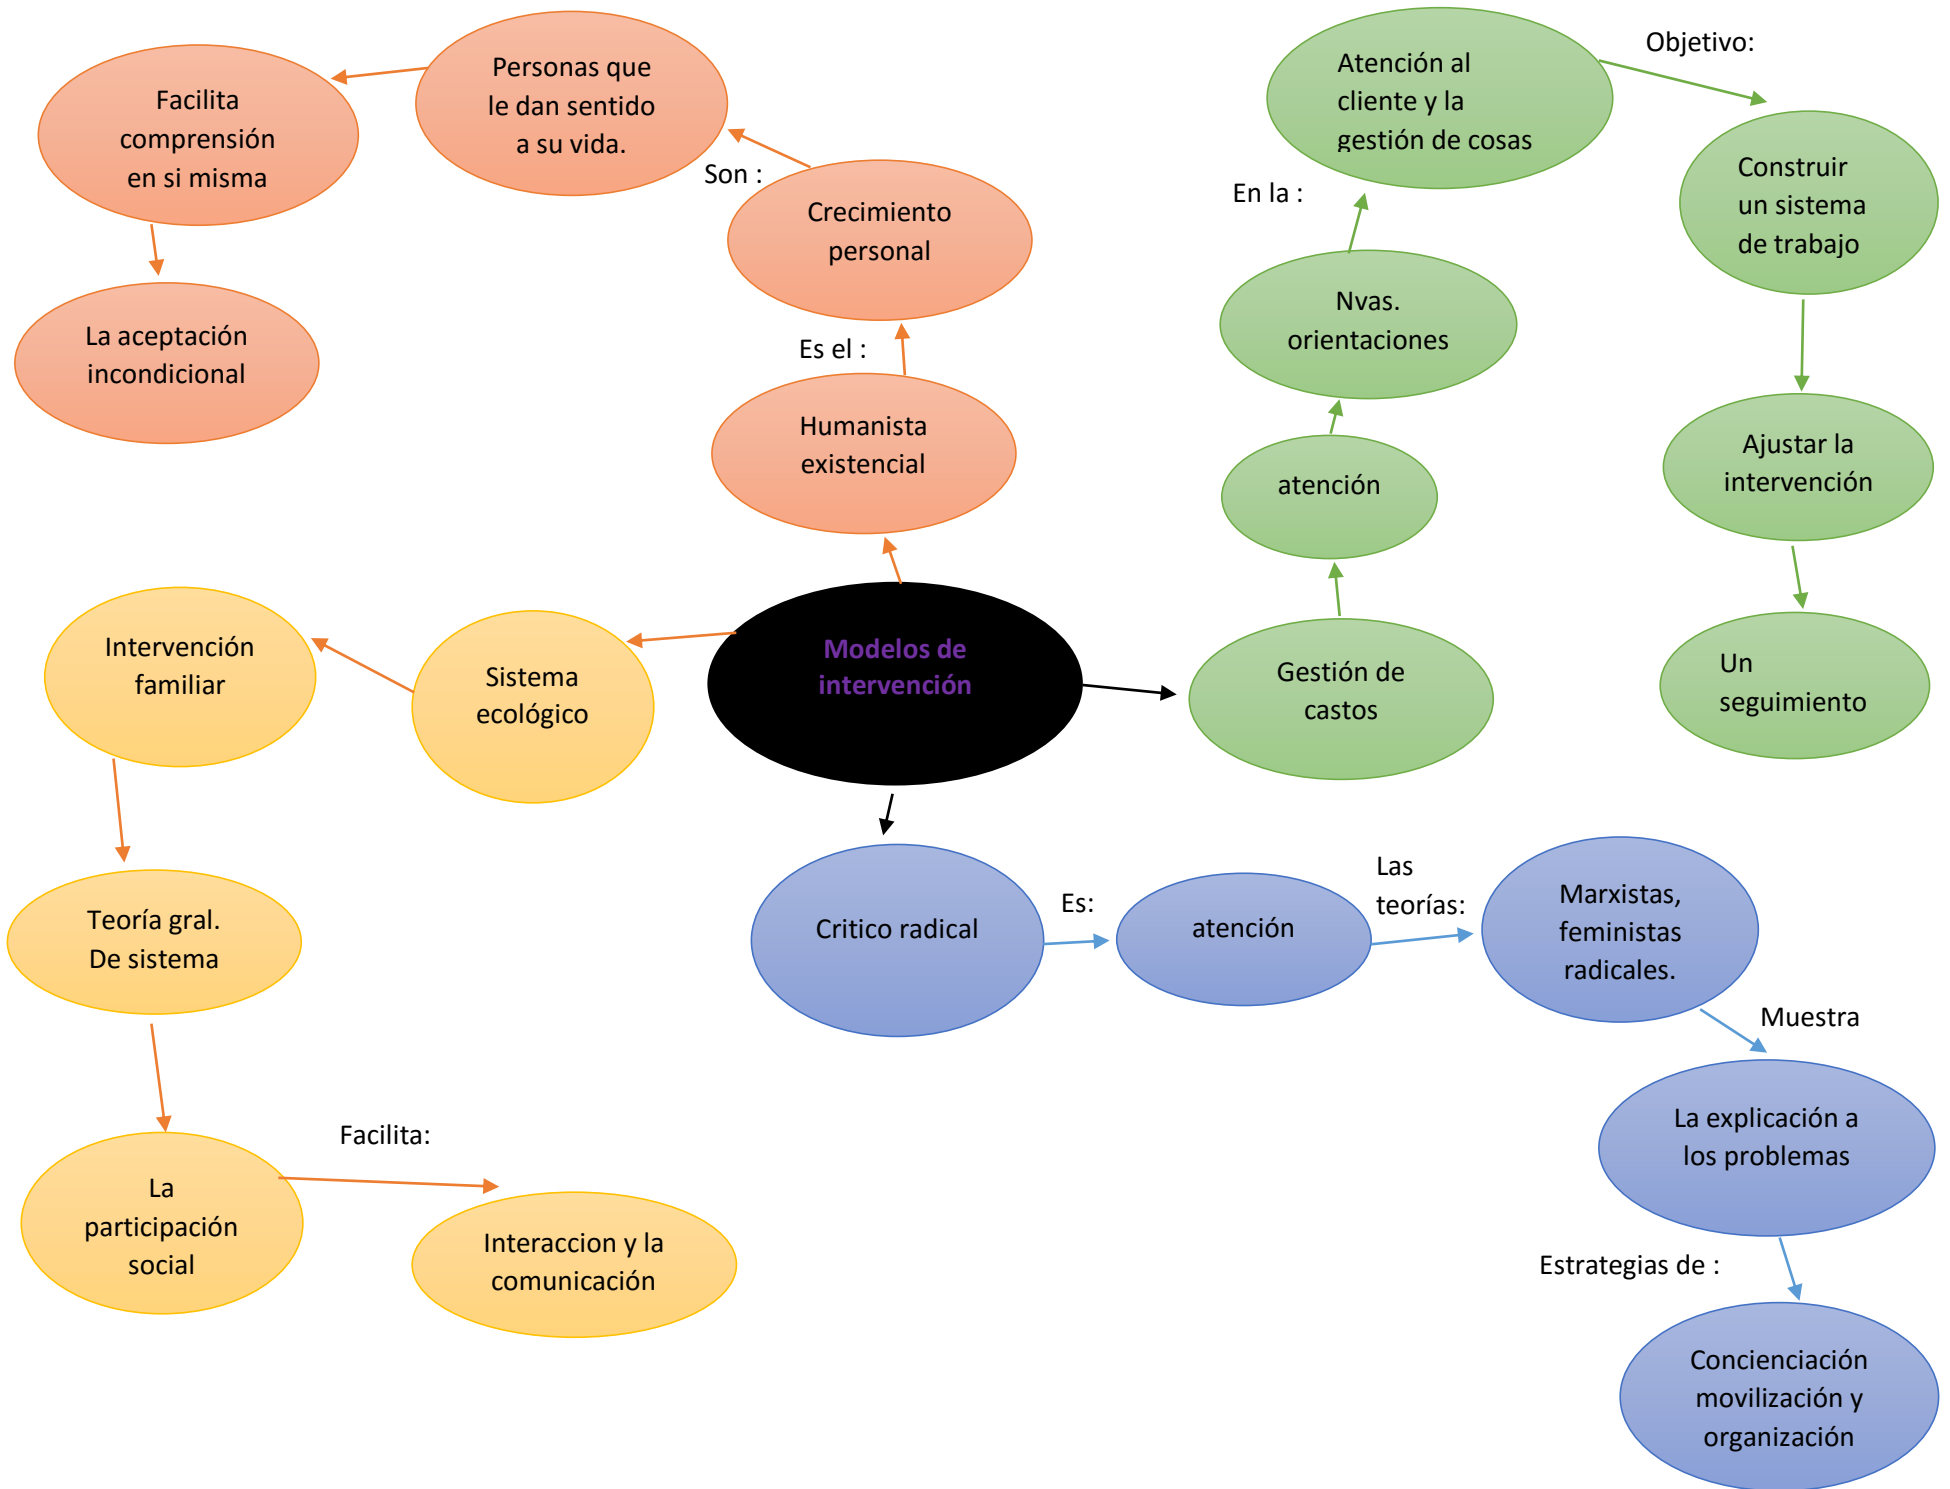 Facilita
comprensión
en si misma
Personas que
le dan sentido
a su vida.
Son :
Crecimiento
personal
Es el :
La aceptación
incondicional
Humanista
existencial
Atención al
cliente y la
gestión de cosas
Objetivo:
En la :
Construir
un sistema
de trabajo
Nvas.
orientaciones
Ajustar la
intervención
atención
Un
seguimiento
Gestión de
castos
Modelos de
intervención
Sistema
ecológico
Intervención
familiar
Teoría gral.
De sistema
La
participación
social
Facilita:
Interaccion y la
comunicación
Critico radical
Es:
atención
Las
teorías:
Marxistas,
feministas
radicales.
Muestra
La explicación a
los problemas
Estrategias de :
Concienciación
movilización y
organización